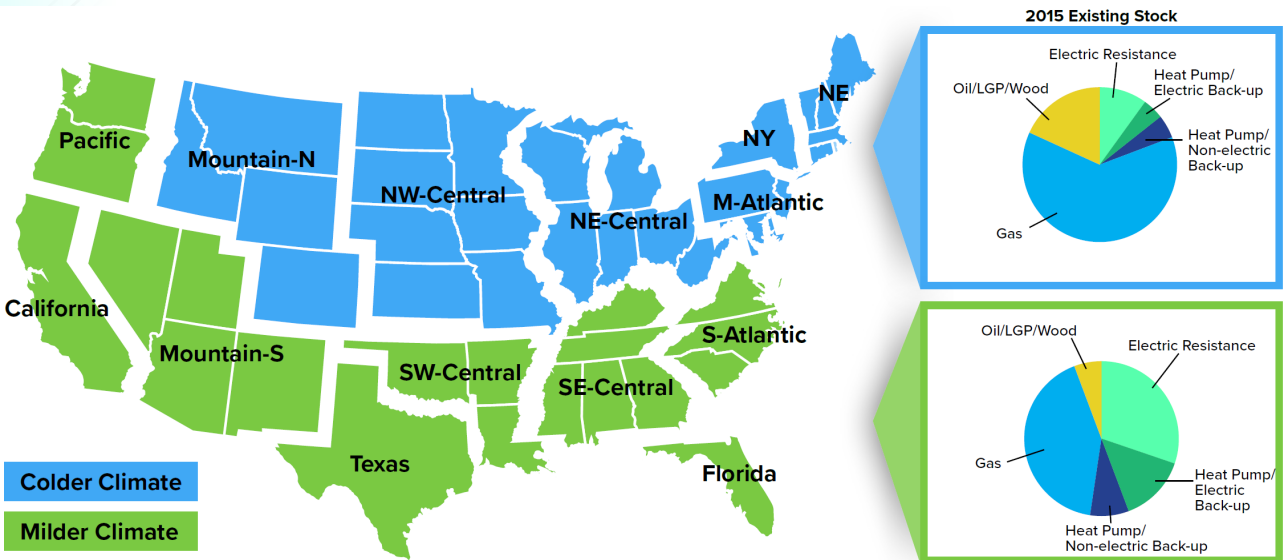 2015 Existing Stock
Electric Resistance
Heat Pump/
Electric Back-up
Oil/LGP/Wood
Heat Pump/
Non-electric
Back-up
Gas
NE
NY
Pacific
Mountain-N
NW-Central
M-Atlantic
NE-Central
California
Mountain-S
S-Atlantic
SW-Central
SE-Central
Texas
Florida
Colder Climate
Milder Climate
Oil/LGP/Wood
Electric Resistance
Gas
Heat Pump/
Electric
Back-up
Heat Pump/
Non-electric Back-up